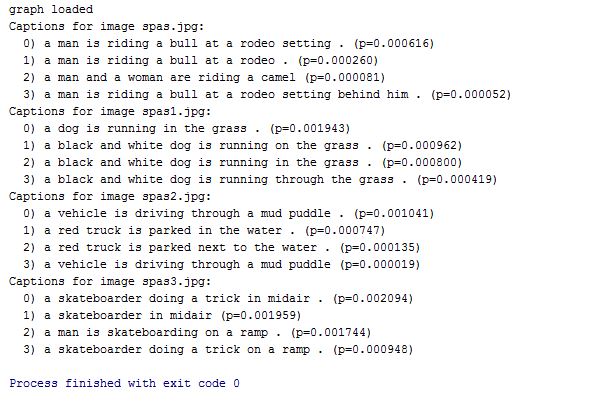 graph loaded
Captions for image spas.jpg:
0) a man is riding a bull at a rodeo setting . (p=0.000616)
1) a man is riding a bull at a rodeo . (p=0.000260)
2) a man and a woman are riding a camel (p=0.000081)
3) a man is riding a bull at a rodeo setting behind him . (p=0.000052)
Captions for image spas1.jpg:
0) a dog is running in the grass . (p=0.001943)
1) a black and white dog is running on the grass . (p=0.000962)
2) a black and white dog is running in the grass . (p=0.000800)
3) a black and white dog is running through the grass . (p=0.000419)
Captions for image spas2.jpg:
0) a vehicle is driving through a mud puddle . (p=0.001041)
1) a red truck is parked in the water . (p=0.000747)
2) a red truck is parked next to the water . (p=0.000135)
3) a vehicle is driving through a mud puddle (p=0.000019)
Captions for image spas3.jpg:
0) a skateboarder doing a trick in midair . (p=0.002094)
1) a skateboarder in midair (p=0.001959)
2) a man is skateboarding on a ramp . (p=0.001744)
3) a skateboarder doing a trick on a ramp . (p=0.000948)
Process finished with exit code 0